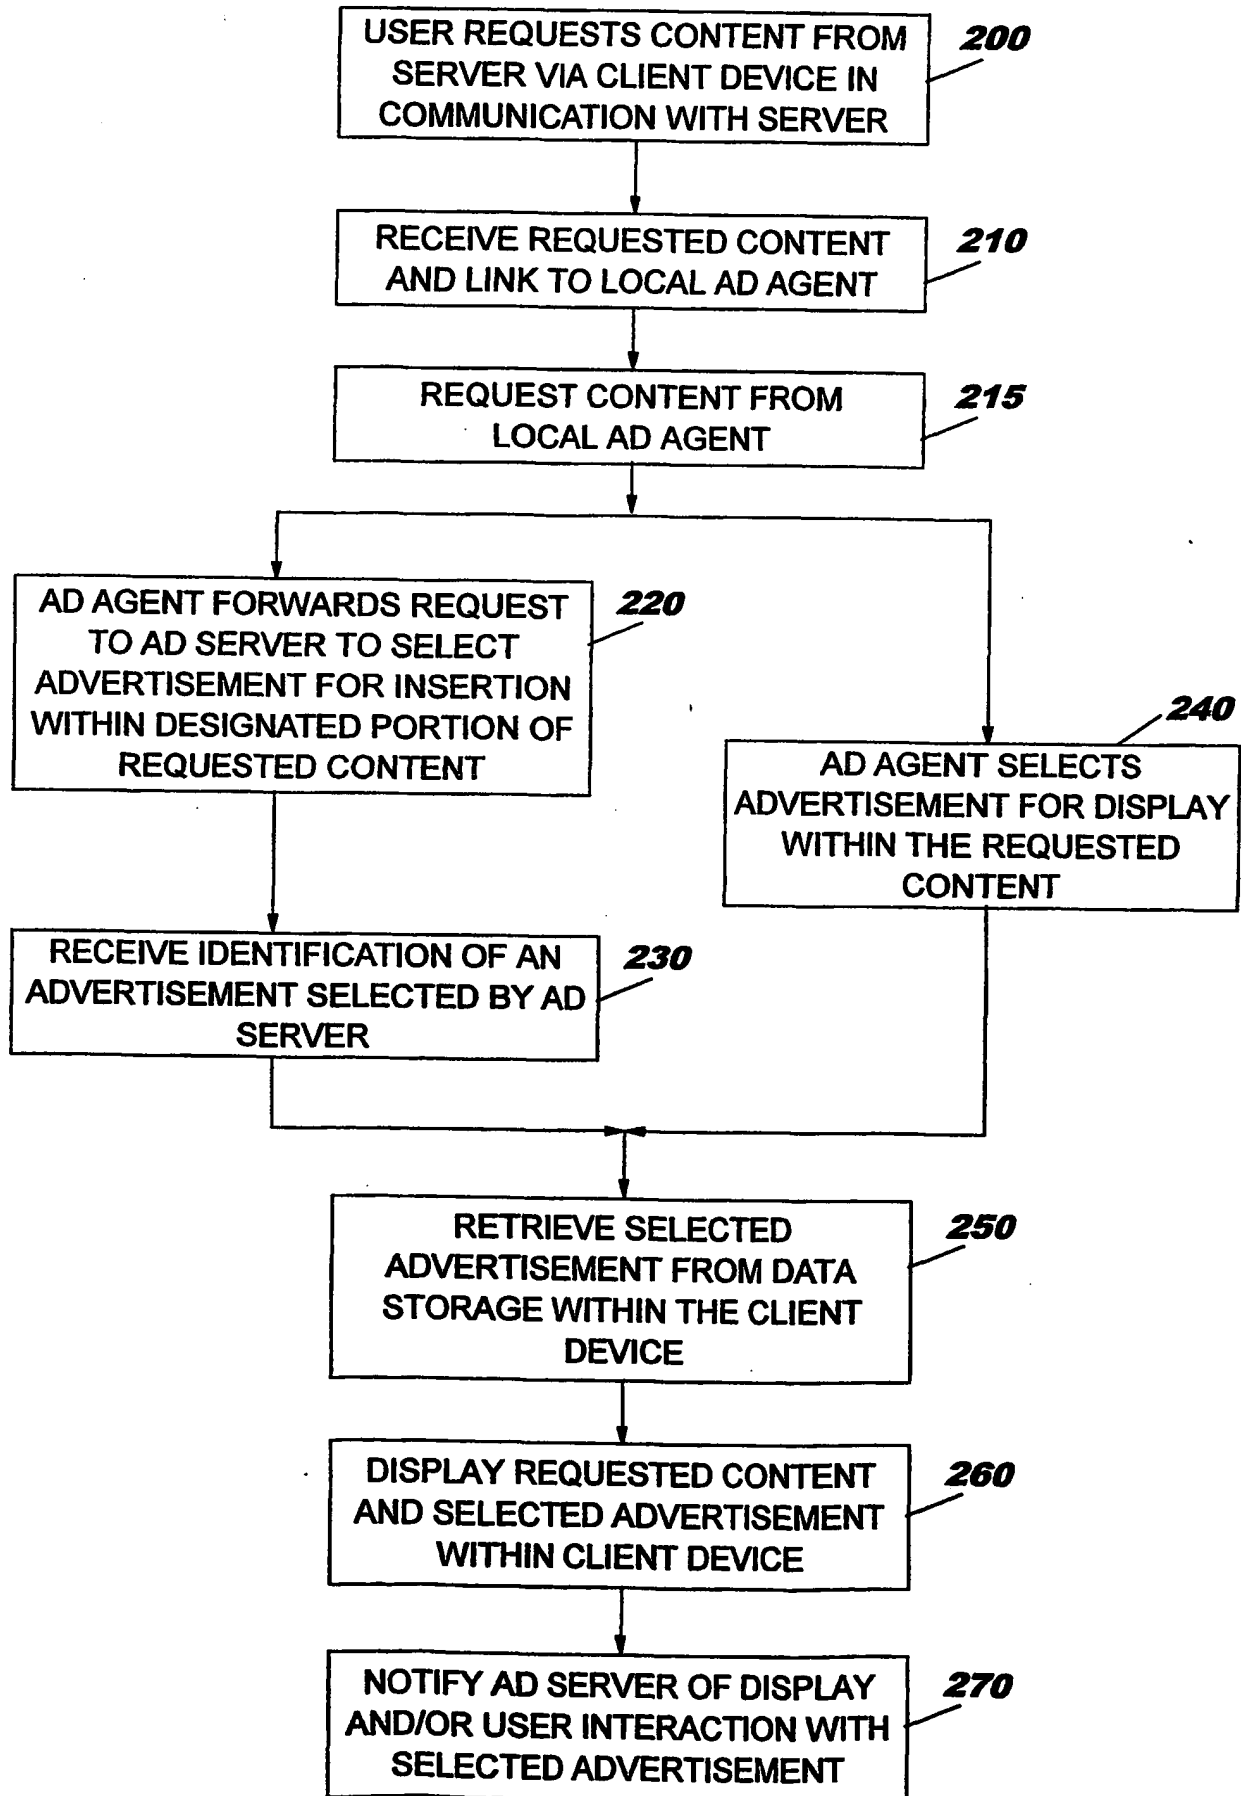 USER REQUESTS CONTENT FROM
SERVER VIA CLIENT DEVICE IN
COMMUNICATION WITH SERVER
200
RECEIVE REQUESTED CONTENT
AND LINK TO LOCAL AD AGENT
210
REQUEST CONTENT FROM
LOCAL AD AGENT
215
AD AGENT FORWARDS REQUEST
TO AD SERVER TO SELECT
ADVERTISEMENT FOR INSERTION
WITHIN DESIGNATED PORTION OF
REQUESTED CONTENT
220
240
AD AGENT SELECTS
ADVERTISEMENT FOR DISPLAY
WITHIN THE REQUESTED
CONTENT
RECEIVE IDENTIFICATION OF AN
ADVERTISEMENT SELECTED BY AD
SERVER
230
RETRIEVE SELECTED
ADVERTISEMENT FROM DATA
STORAGE WITHIN THE CLIENT
DEVICE
250
DISPLAY REQUESTED CONTENT
AND SELECTED ADVERTISEMENT
WITHIN CLIENT DEVICE
260
NOTIFY AD SERVER OF DISPLAY
AND/OR USER INTERACTION WITH
SELECTED ADVERTISEMENT
270